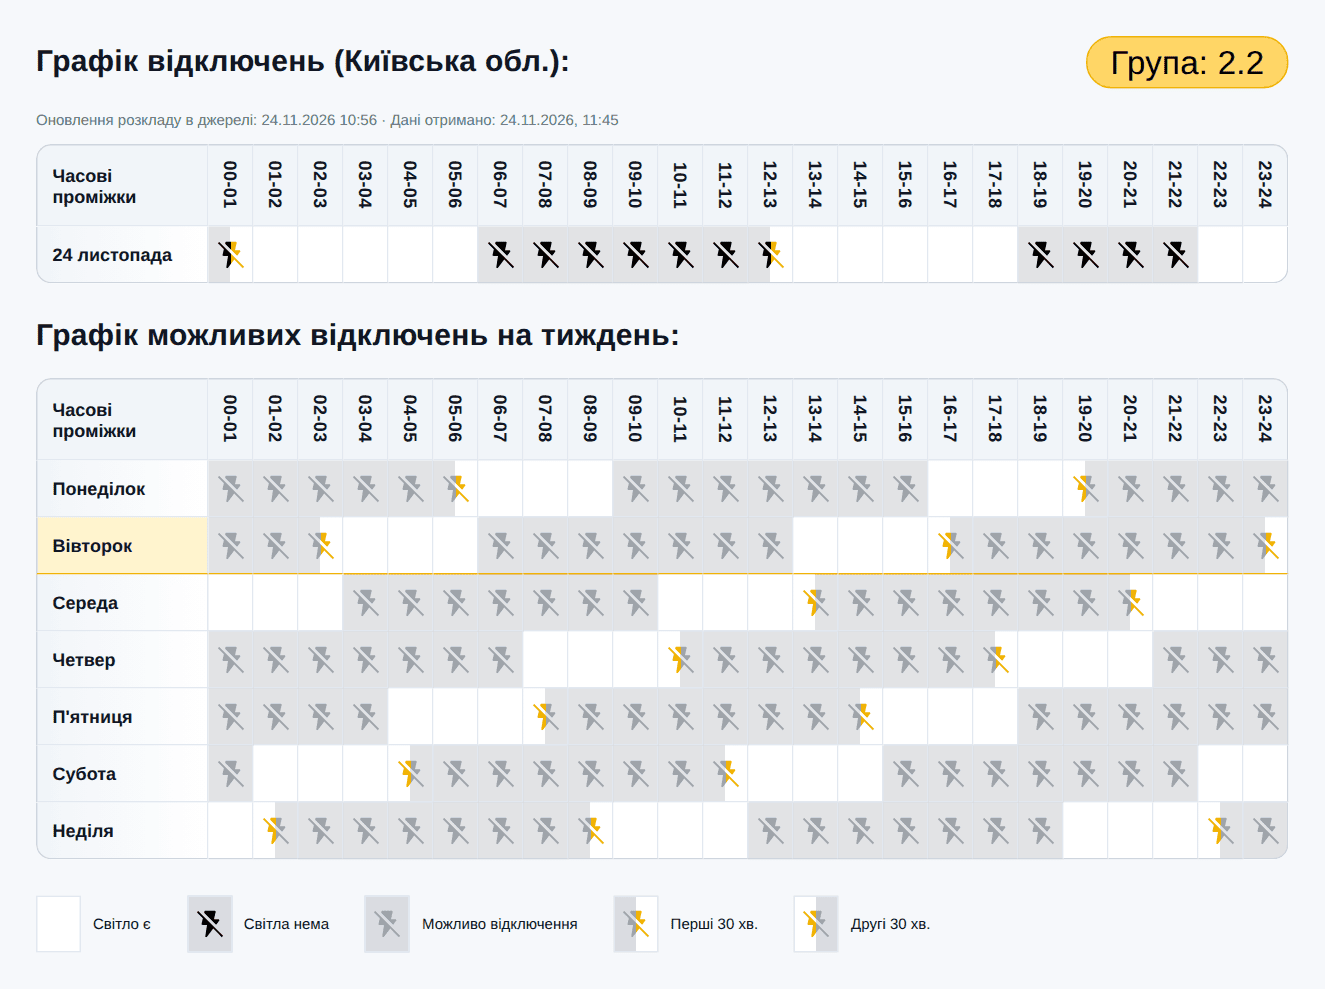 Графік відключень (Київська обл.):
Група: 2.2
Оновлення розкладу в джерелі: 24.11.2026 10:56 · Дані отримано: 24.11.2026, 11:45
Часові
проміжки
00-01 01-02 02-03 03-04 04-05 05-06 06-07 07-08 08-09 09-10 10-11 11-12 12-13 13-14 14-15 15-16 16-17 17-18 18-19 19-20 20-21 21-22 22-23 23-24
24 листопада
Графік можливих відключень на тиждень:
Часові
проміжки
00-01 01-02 02-03 03-04 04-05 05-06 06-07 07-08 08-09 09-10 10-11 11-12 12-13 13-14 14-15 15-16 16-17 17-18 18-19 19-20 20-21 21-22 22-23 23-24
Понеділок
Вівторок
Середа
Четвер
П'ятниця
Субота
Неділя
Світло є
Світла нема
Можливо відключення
Перші 30 хв.
Другі 30 хв.